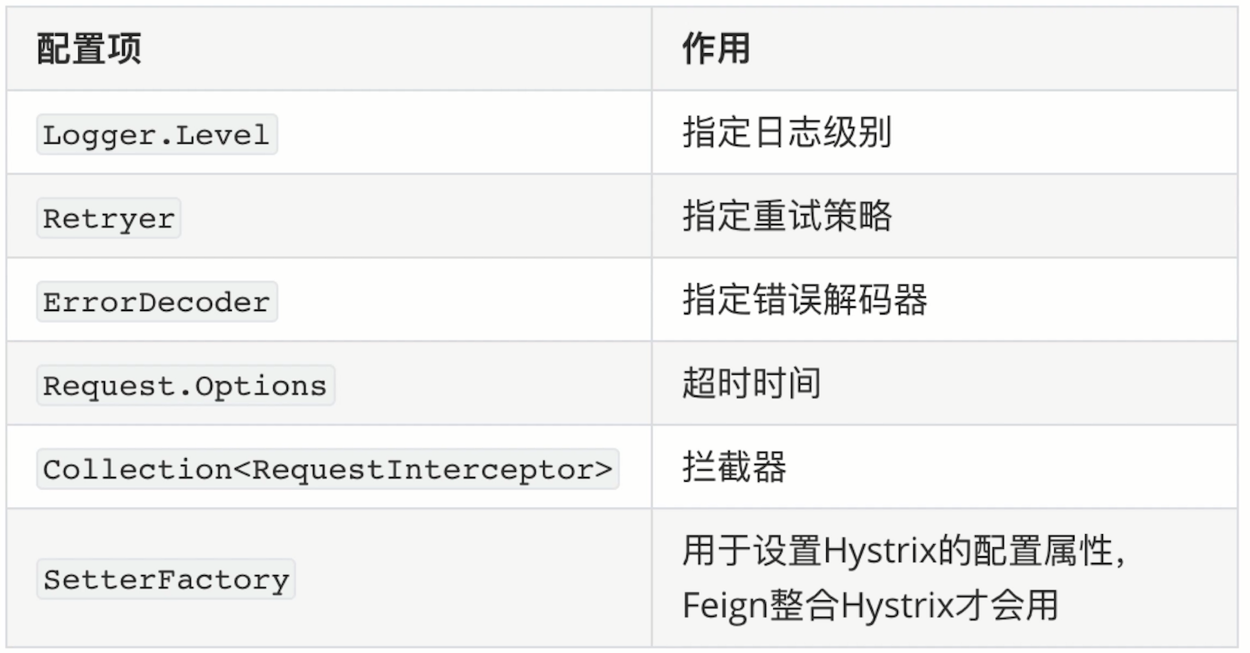 配置项 作用
Logger.Level 指定日志级别
Retryer 指定重试策略
ErrorDecoder 指定错误解码器
Request.Options 超时时间
Collection<RequestInterceptor> 拦截器
SetterFactory 用于设置Hystrix的配置属性，
Feign整合Hystrix才会用